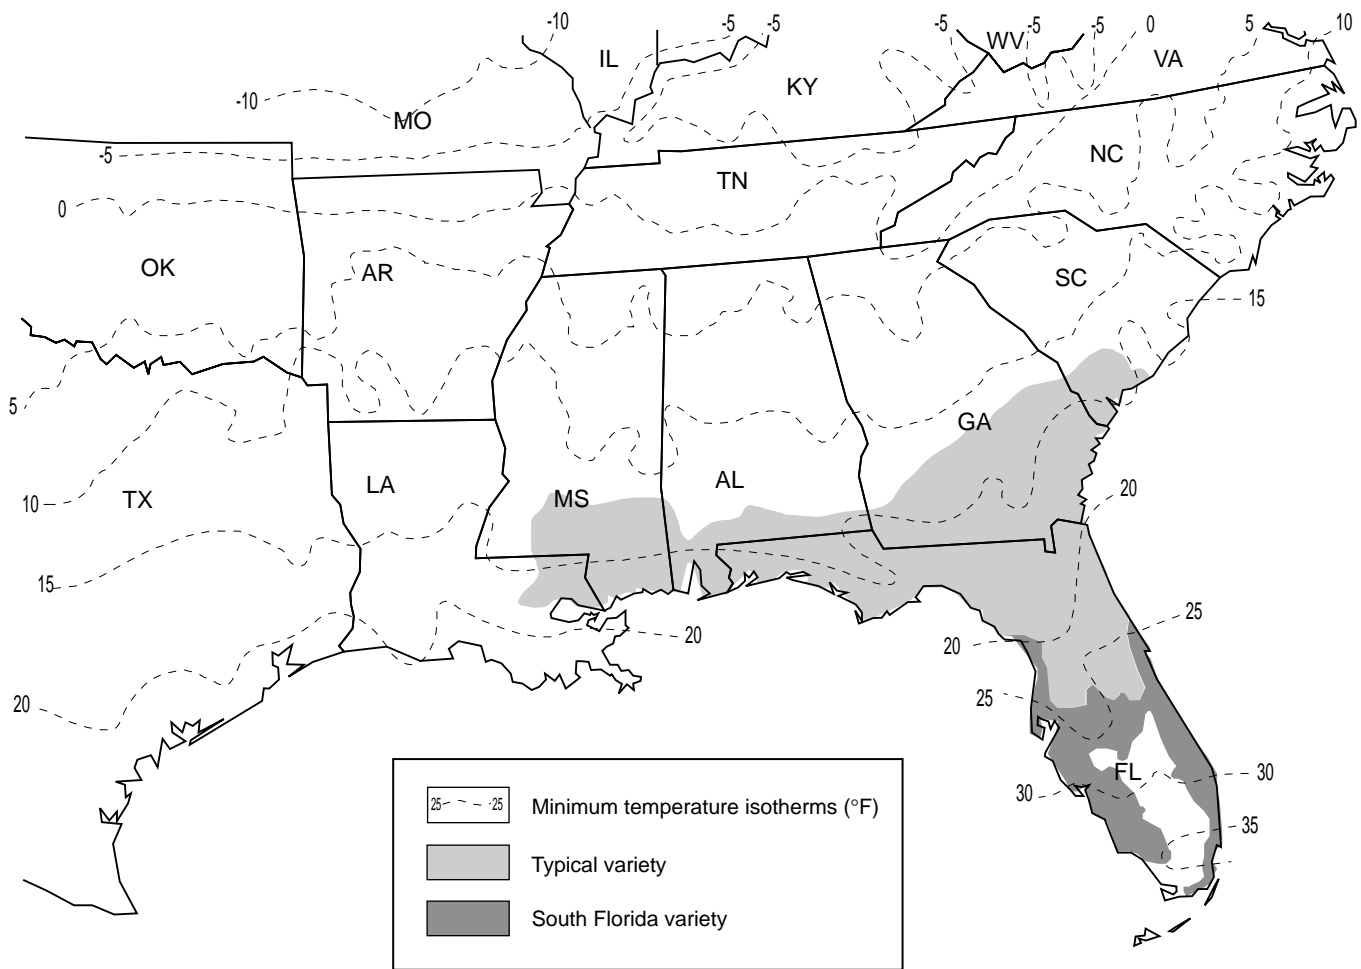 -10 -5 -5 -5 -5 -5 0 5 10
IL WV VA
KY
-10
MO
-5
NC
TN
0
OK AR SC
15
5
GA
LA AL
MS
TX
10
20
15
25
20
20
25
20
FL
30
30
35
25 25 Minimum temperature isotherms (°F)
Typical variety
South Florida variety